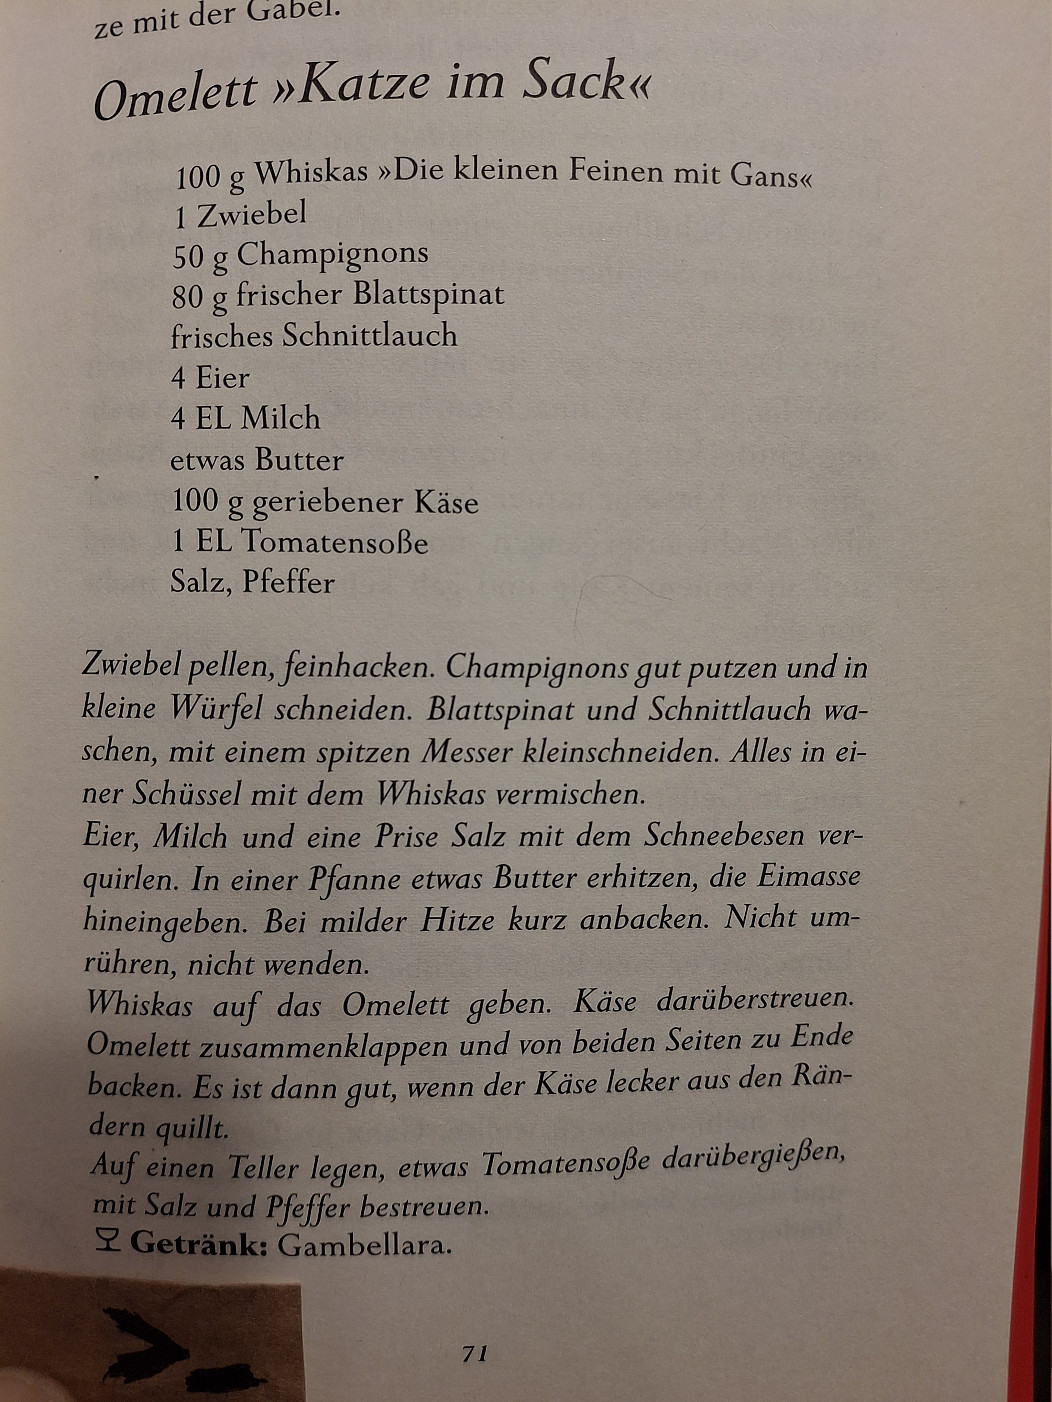 ze mit der Gabel.
Omelett »Katze im Sack«
100 g Whiskas »Die kleinen Feinen mit Gans«
1 Zwiebel
50 g Champignons
80 g frischer Blattspinat
frisches Schnittlauch
4 Eier
4 EL Milch
etwas Butter
100 g geriebener Käse
1 EL Tomatensoße
Salz, Pfeffer
Zwiebel pellen, feinhacken. Champignons gut putzen und in
kleine Würfel schneiden. Blattspinat und Schnittlauch wa-
schen, mit einem spitzen Messer kleinschneiden. Alles in ei-
ner Schüssel mit dem Whiskas vermischen.
Eier, Milch und eine Prise Salz mit dem Schneebesen ver-
quirlen. In einer Pfanne etwas Butter erhitzen, die Eimasse
hineingeben. Bei milder Hitze kurz anbacken. Nicht um-
rühren, nicht wenden.
Whiskas auf das Omelett geben. Käse darüberstreuen.
Omelett zusammenklappen und von beiden Seiten zu Ende
backen. Es ist dann gut, wenn der Käse lecker aus den Rän-
dern quillt.
Auf einen Teller legen, etwas Tomatensoße darübergießen,
mit Salz und Pfeffer bestreuen.
Getränk: Gambellara.
>_
71